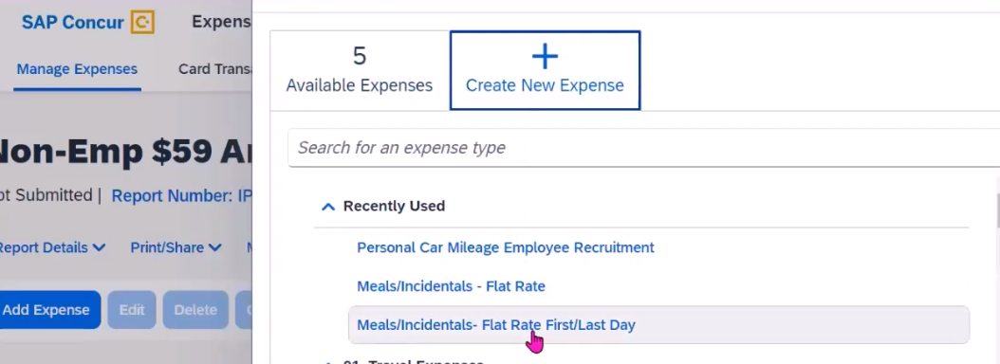 SAP Concur C Expens
Manage Expenses Card Trans
Non-Emp $59 A
ot Submitted | Report Number: IP
Report Details Print/Share
Add Expense Edit Delete
5
Available Expenses
Create New Expense
Search for an expense type
Recently Used
Personal Car Mileage Employee Recruitment
Meals/Incidentals - Flat Rate
Meals/Incidentals- Flat Rate First/Last Day
01. Travel Expenses